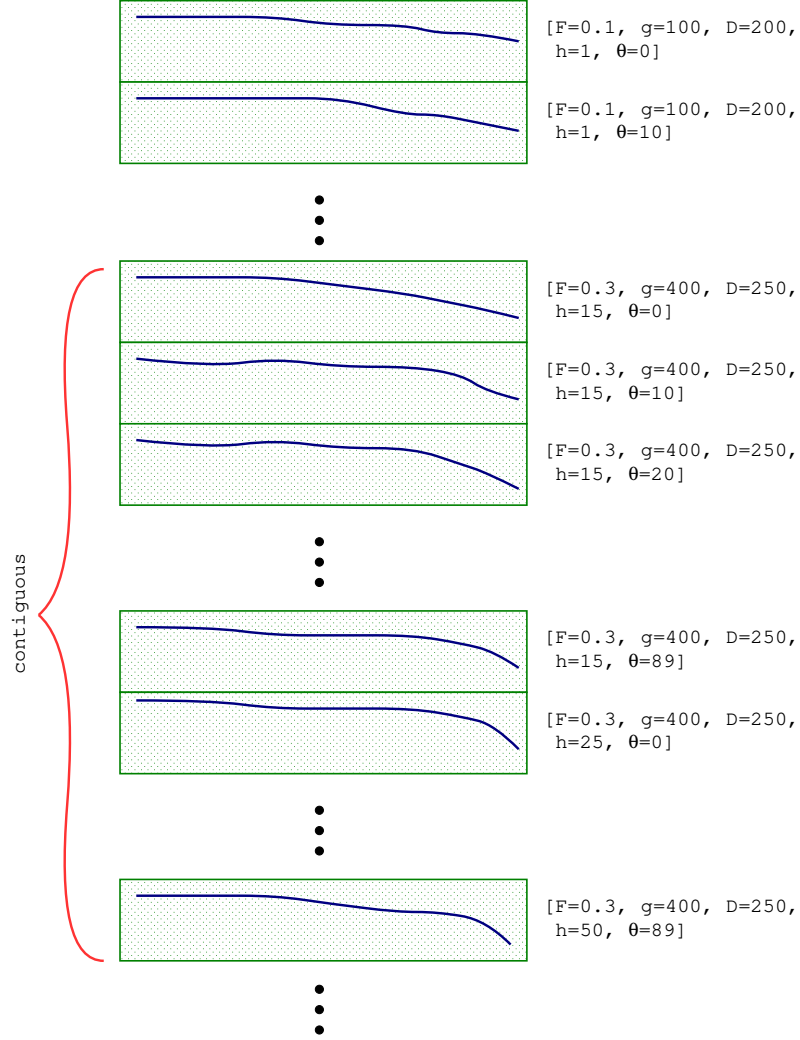 [F=0.1, g=100, D=200,
h=1, θ=0]
[F=0.1, g=100, D=200,
h=1, θ=10]
[F=0.3, g=400, D=250,
h=15, θ=0]
[F=0.3, g=400, D=250,
h=15, θ=10]
[F=0.3, g=400, D=250,
h=15, θ=20]
contiguous
[F=0.3, g=400, D=250,
h=15, θ=89]
[F=0.3, g=400, D=250,
h=25, θ=0]
[F=0.3, g=400, D=250,
h=50, θ=89]